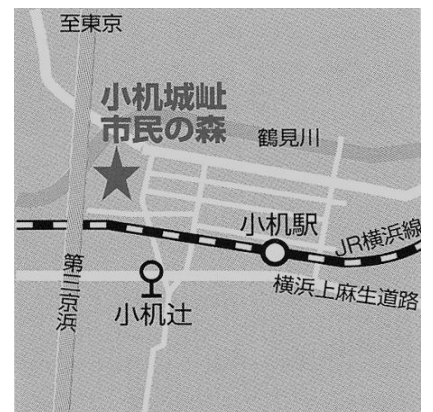 至東京
小机城岯
市民の森
鶴見川
小机駅
JR横浜線
第三京浜
横浜上麻生道路
小机辻